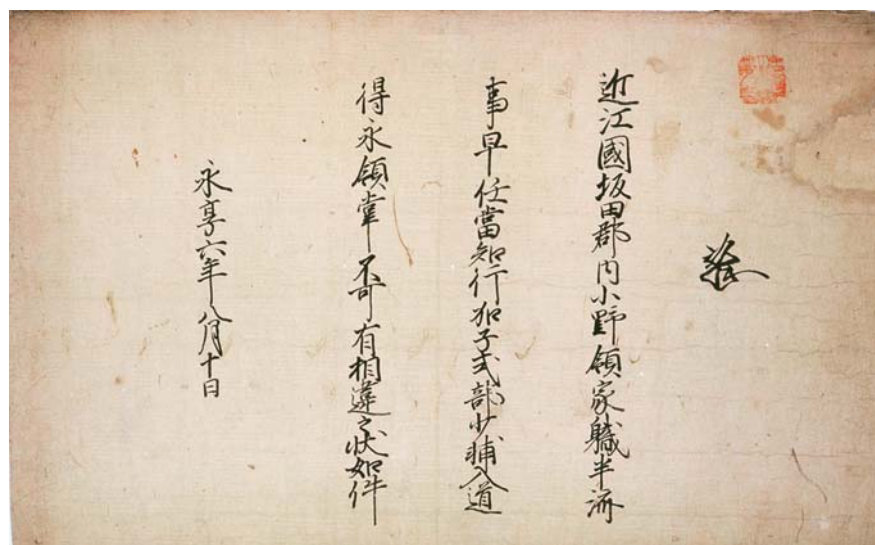 近江國坂田郡内小野領家職半済
事早任當知行加子式部少輔入道
得永領掌不可有相違之状如件
永享六年八月十日